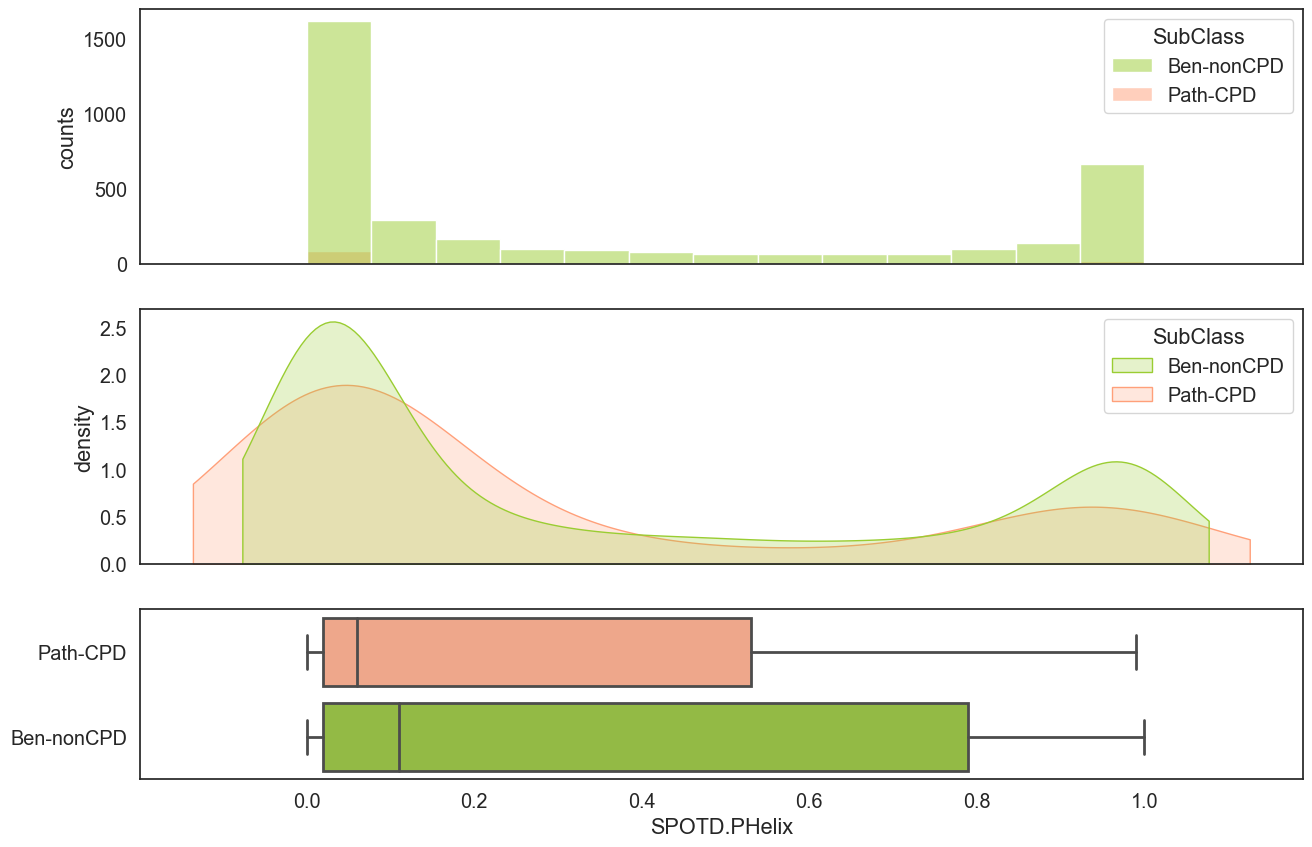 1500
1000
500
0
counts
SubClass
Ben-nonCPD
Path-CPD
2.5
2.0
1.5
1.0
0.5
0.0
density
SubClass
Ben-nonCPD
Path-CPD
Path-CPD
Ben-nonCPD
0.0 0.2 0.4 0.6 0.8 1.0
SPOTD.PHelix